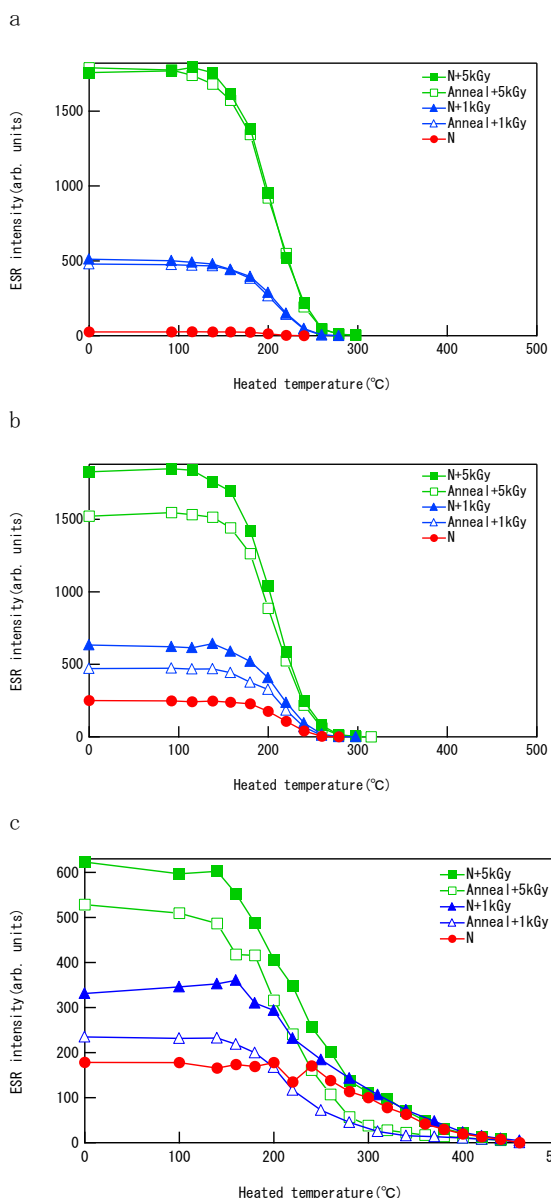 a
ESR intensity(arb. units)
1500
1000
500
0
N+5kGy
Anneal+5kGy
N+1kGy
Anneal+1kGy
N
0
100
200
300
400
500
Heated temperature(℃)
b
ESR intensity(arb. units)
1500
1000
500
0
N+5kGy
Anneal+5kGy
N+1kGy
Anneal+1kGy
N
0
100
200
300
400
500
Heated temperature(℃)
c
ESR intensity(arb. units)
600
500
400
300
200
100
0
N+5kGy
Anneal+5kGy
N+1kGy
Anneal+1kGy
N
0
100
200
300
400
Heated temperature(℃)